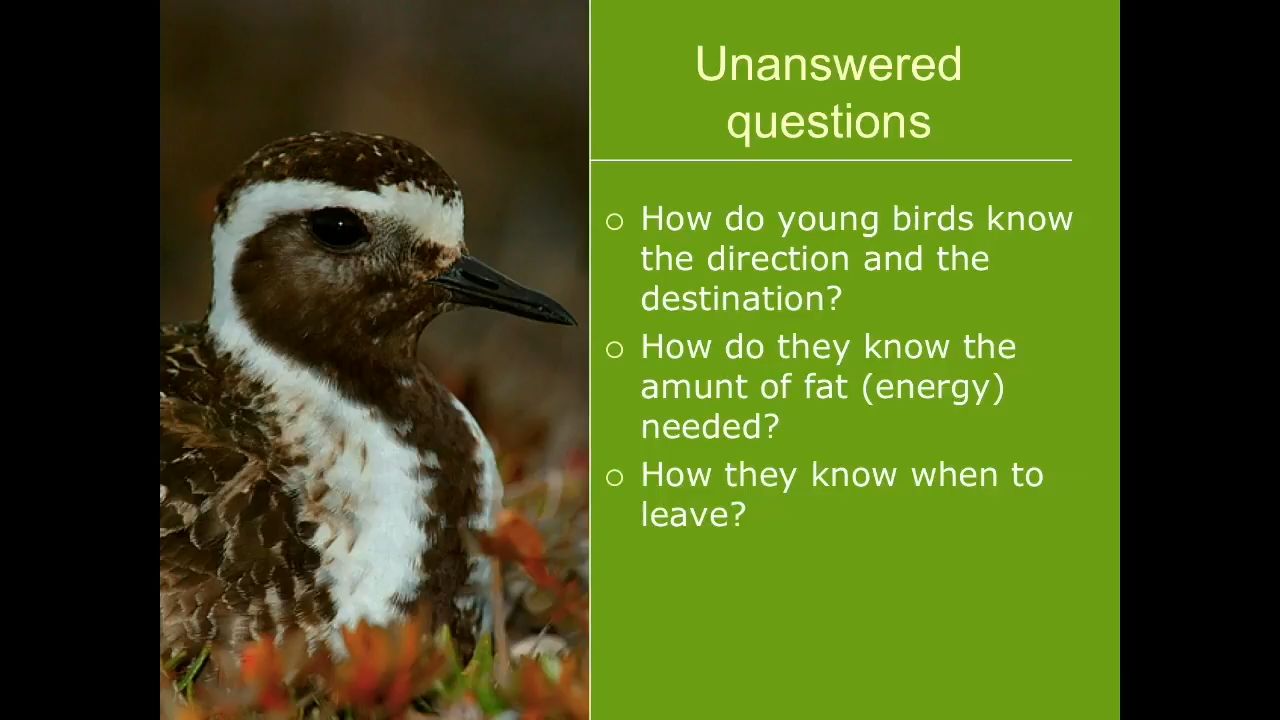 Unanswered
questions
How do young birds know
the direction and the
destination?
How do they know the
amunt of fat (energy)
needed?
How they know when to
leave?